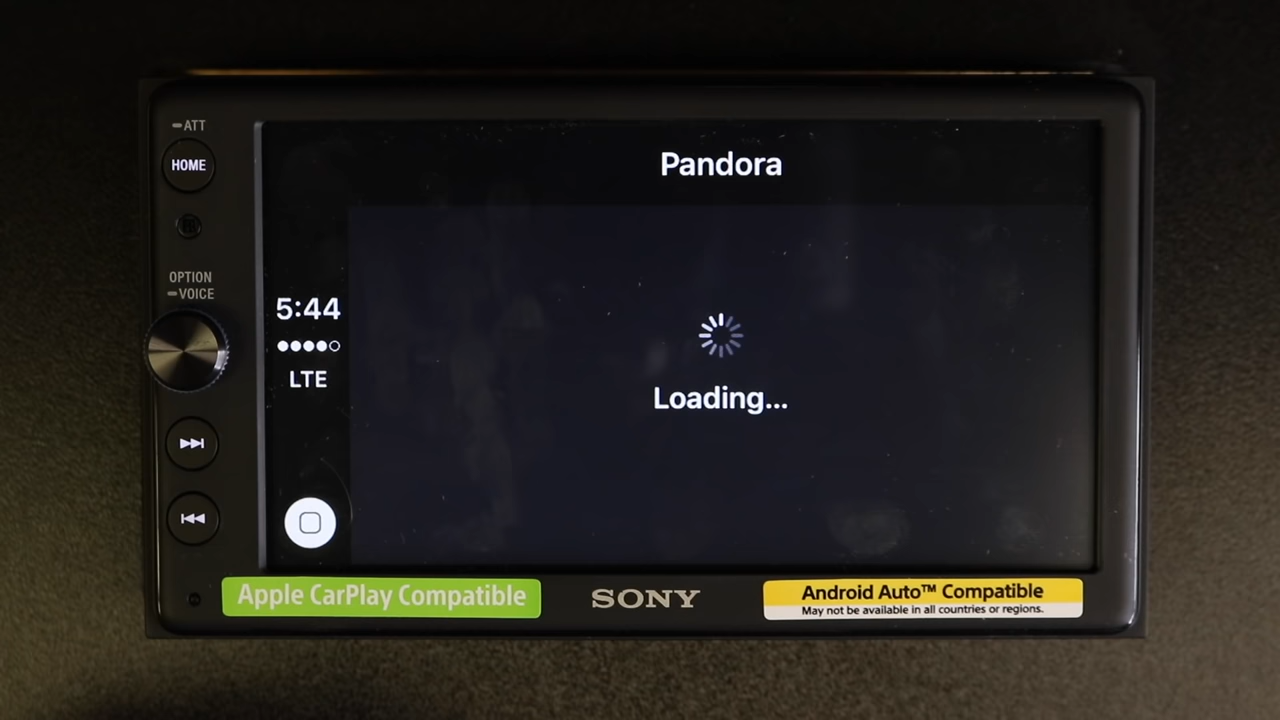 ATT
HOME
OPTION
VOICE
Pandora
5:44
LTE
Loading...
Apple CarPlay Compatible
SONY
Android Auto™ Compatible
May not be available in all countries or regions.